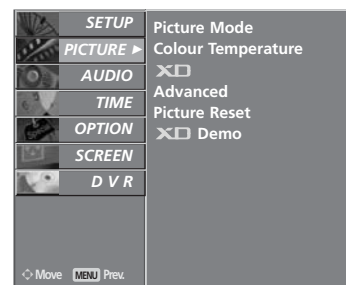 SETUP
PICTURE ►
AUDIO
TIME
OPTION
SCREEN
D V R
Picture Mode
Colour Temperature
XD
Advanced
Picture Reset
XD Demo
Move MENU Prev.